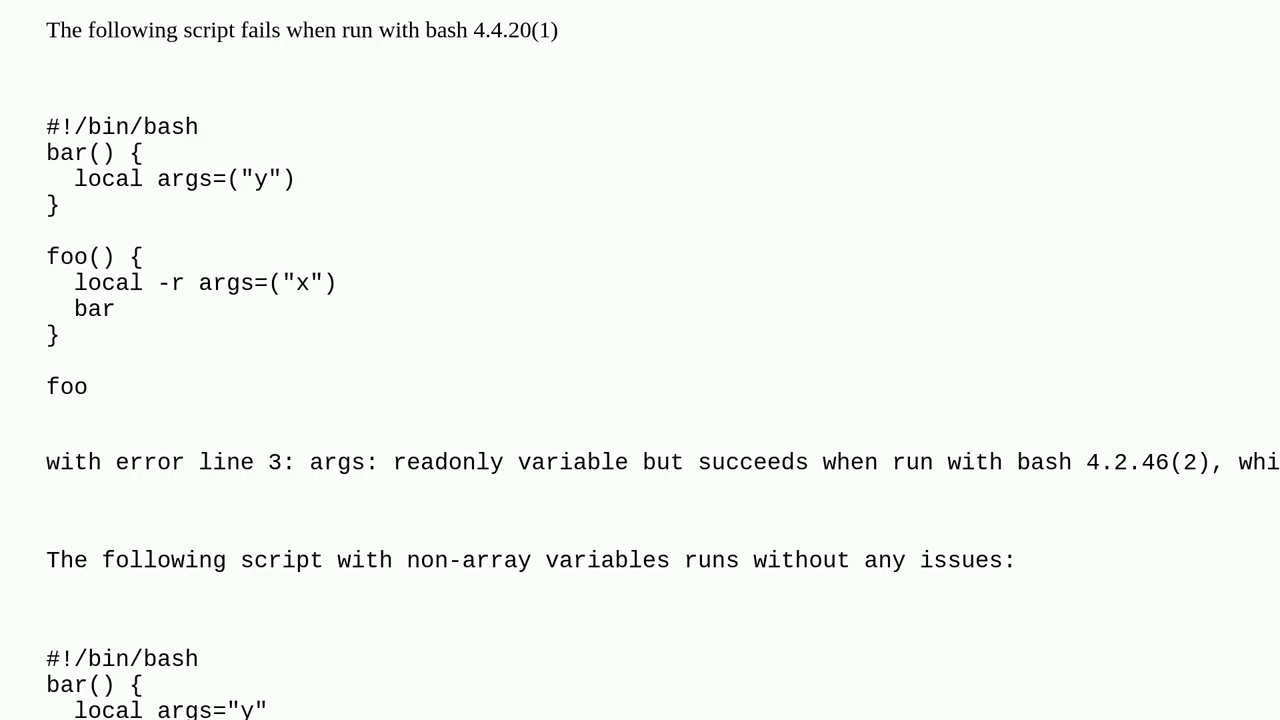 The following script fails when run with bash 4.4.20(1)
#!/bin/bash
bar() {
  local args=("y")
}
foo() {
  local -r args=("x")
  bar
}
foo
with error line 3: args: readonly variable but succeeds when run with bash 4.2.46(2), whi
The following script with non-array variables runs without any issues:
#!/bin/bash
bar() {
  local args="y"